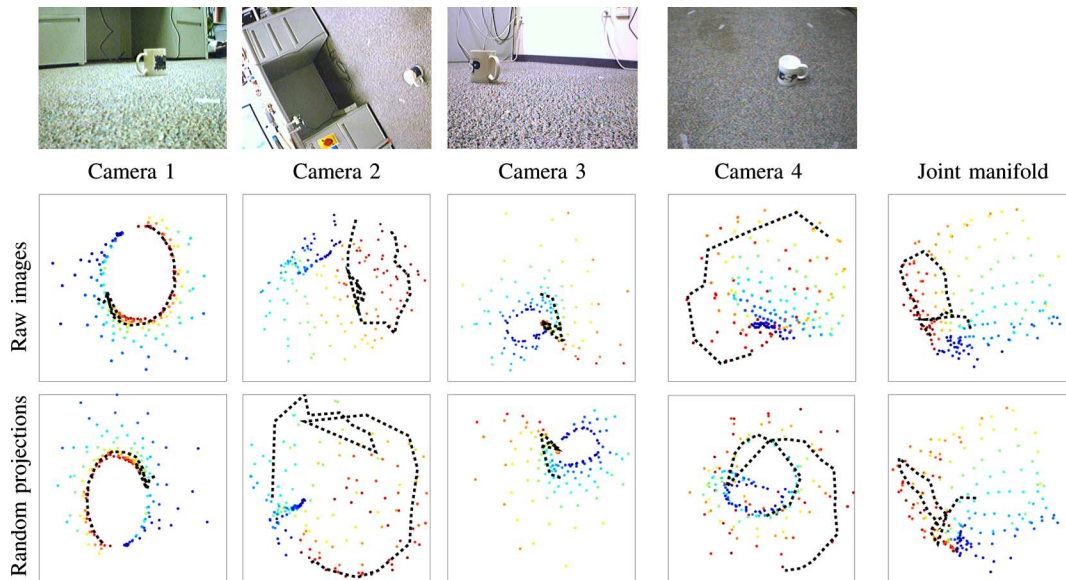 Camera 1
Camera 2
Camera 3
Camera 4
Joint manifold
Raw images
Random projections